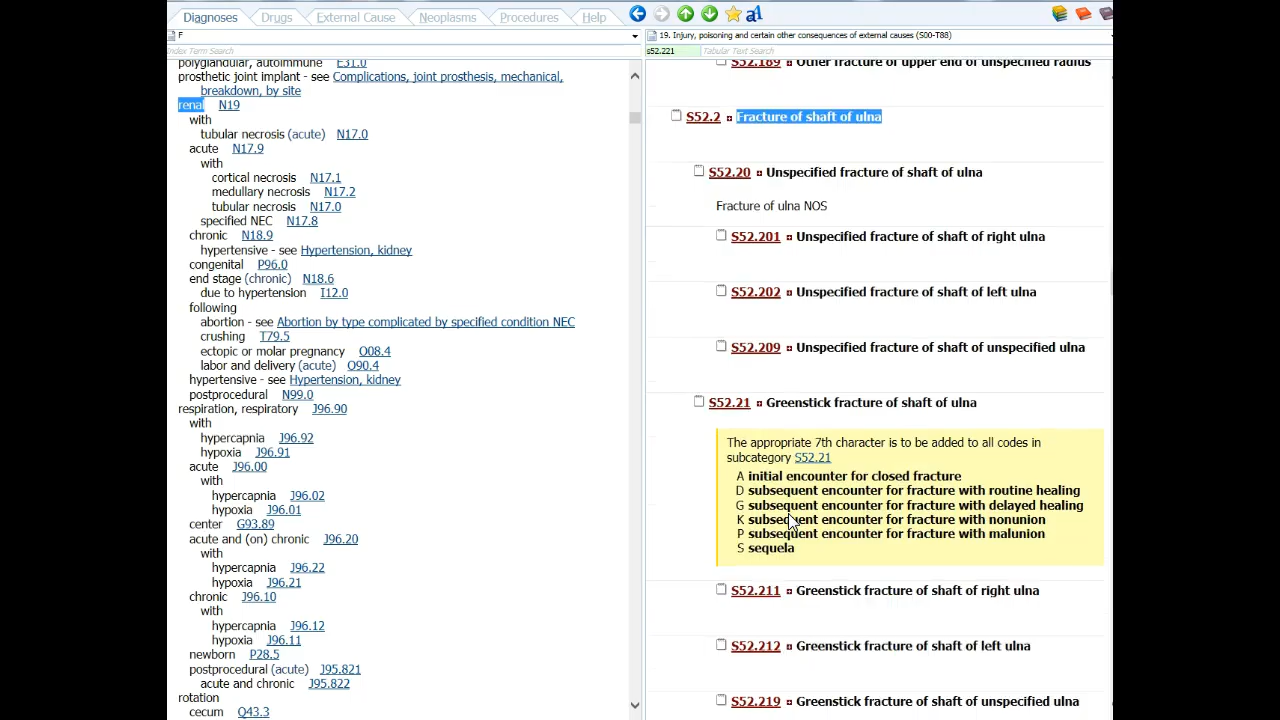 Diagnoses Drugs External Cause Neoplasms Procedures Help
F
Index Term Search
polyglandular, autoimmune E31.0
prosthetic joint implant - see Complications, joint prosthesis, mechanical,
breakdown, by site
renal N19
with
tubular necrosis (acute) N17.0
acute N17.9
with
cortical necrosis N17.1
medullary necrosis N17.2
tubular necrosis N17.0
specified NEC N17.8
chronic N18.9
hypertensive - see Hypertension, kidney
congenital P96.0
end stage (chronic) N18.6
due to hypertension I12.0
following
abortion - see Abortion by type complicated by specified condition NEC
crushing T79.5
ectopic or molar pregnancy O08.4
labor and delivery (acute) O90.4
hypertensive - see Hypertension, kidney
postprocedural N99.0
respiration, respiratory J96.90
with
hypercapnia J96.92
hypoxia J96.91
acute J96.00
with
hypercapnia J96.02
hypoxia J96.01
center G93.89
acute and (on) chronic J96.20
with
hypercapnia J96.22
hypoxia J96.21
chronic J96.10
with
hypercapnia J96.12
hypoxia J96.11
newborn P28.5
postprocedural (acute) J95.821
acute and chronic J95.822
rotation
cecum Q43.3
19. Injury, poisoning and certain other consequences of external causes (S00-T88)
s52.221 Tabular Text Search
S52.189 Other fracture of upper end of unspecified radius
S52.2 Fracture of shaft of ulna
S52.20 Unspecified fracture of shaft of ulna
Fracture of ulna NOS
S52.201 Unspecified fracture of shaft of right ulna
S52.202 Unspecified fracture of shaft of left ulna
S52.209 Unspecified fracture of shaft of unspecified ulna
S52.21 Greenstick fracture of shaft of ulna
The appropriate 7th character is to be added to all codes in
subcategory S52.21
A initial encounter for closed fracture
D subsequent encounter for fracture with routine healing
G subsequent encounter for fracture with delayed healing
K subsequent encounter for fracture with nonunion
P subsequent encounter for fracture with malunion
S sequela
S52.211 Greenstick fracture of shaft of right ulna
S52.212 Greenstick fracture of shaft of left ulna
S52.219 Greenstick fracture of shaft of unspecified ulna